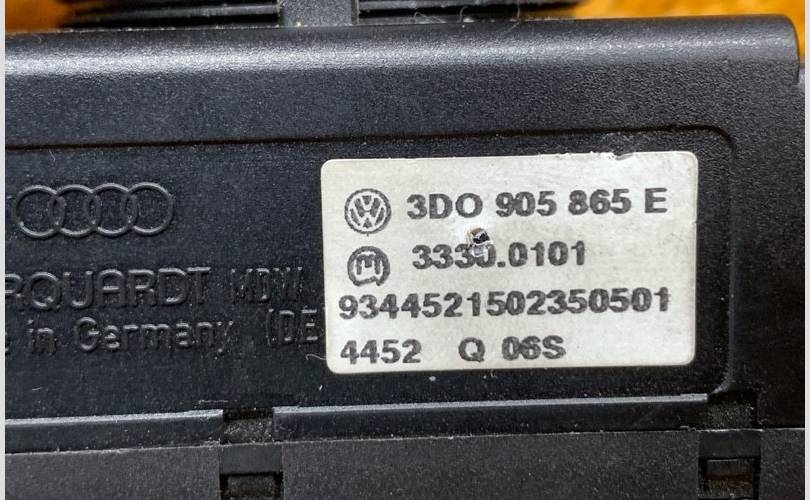 3D0 905 865 E
3330.0101
RQUARDT MDW
9344521502350501
in Germany (DE
4452 Q 06S